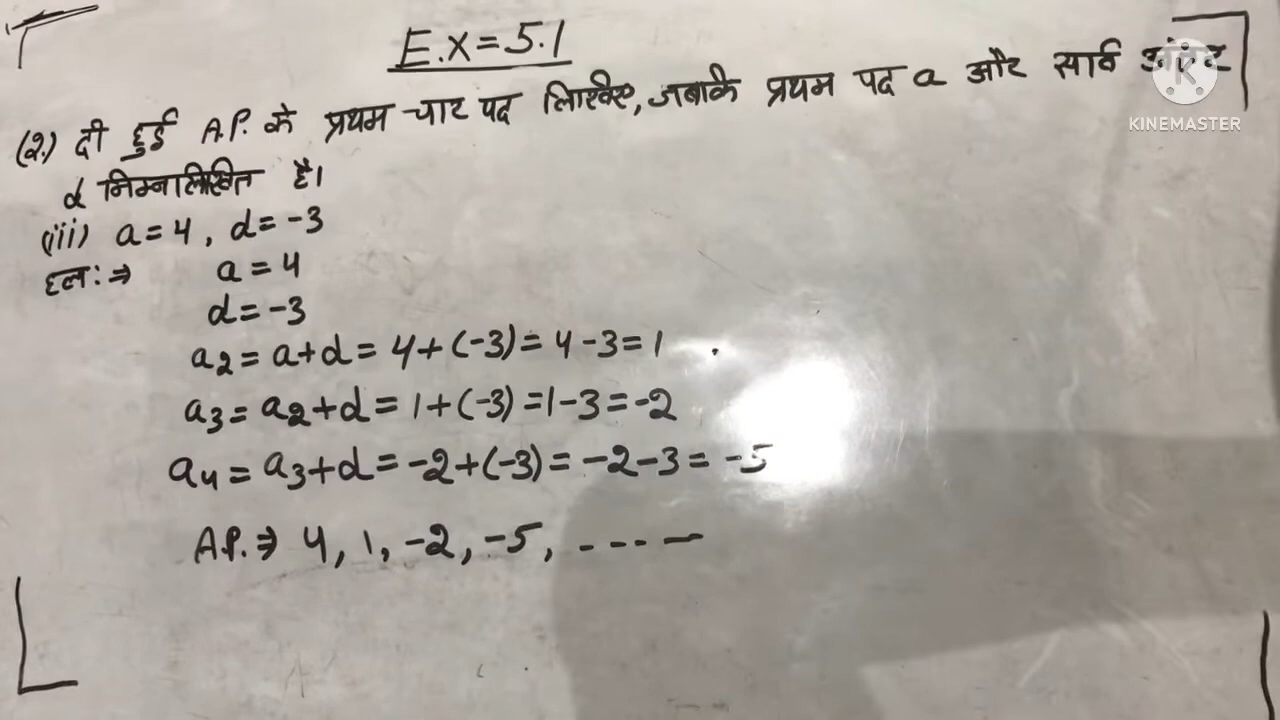 E.x = 5.1
(2.) दी हुई A.P. के प्रथम चार पद लिखिए, जबकि प्रथम पद a और सार्व अंतर
d निम्नलिखित है।
(iii) a = 4, d = -3
हल: ⇒ a = 4
d = -3
a2 = a+d = 4+(-3) = 4-3 = 1
a3 = a2+d = 1+(-3) = 1-3 = -2
a4 = a3+d = -2+(-3) = -2-3 = -5
A.P. ⇒ 4, 1, -2, -5, ----
K
KINEMASTER